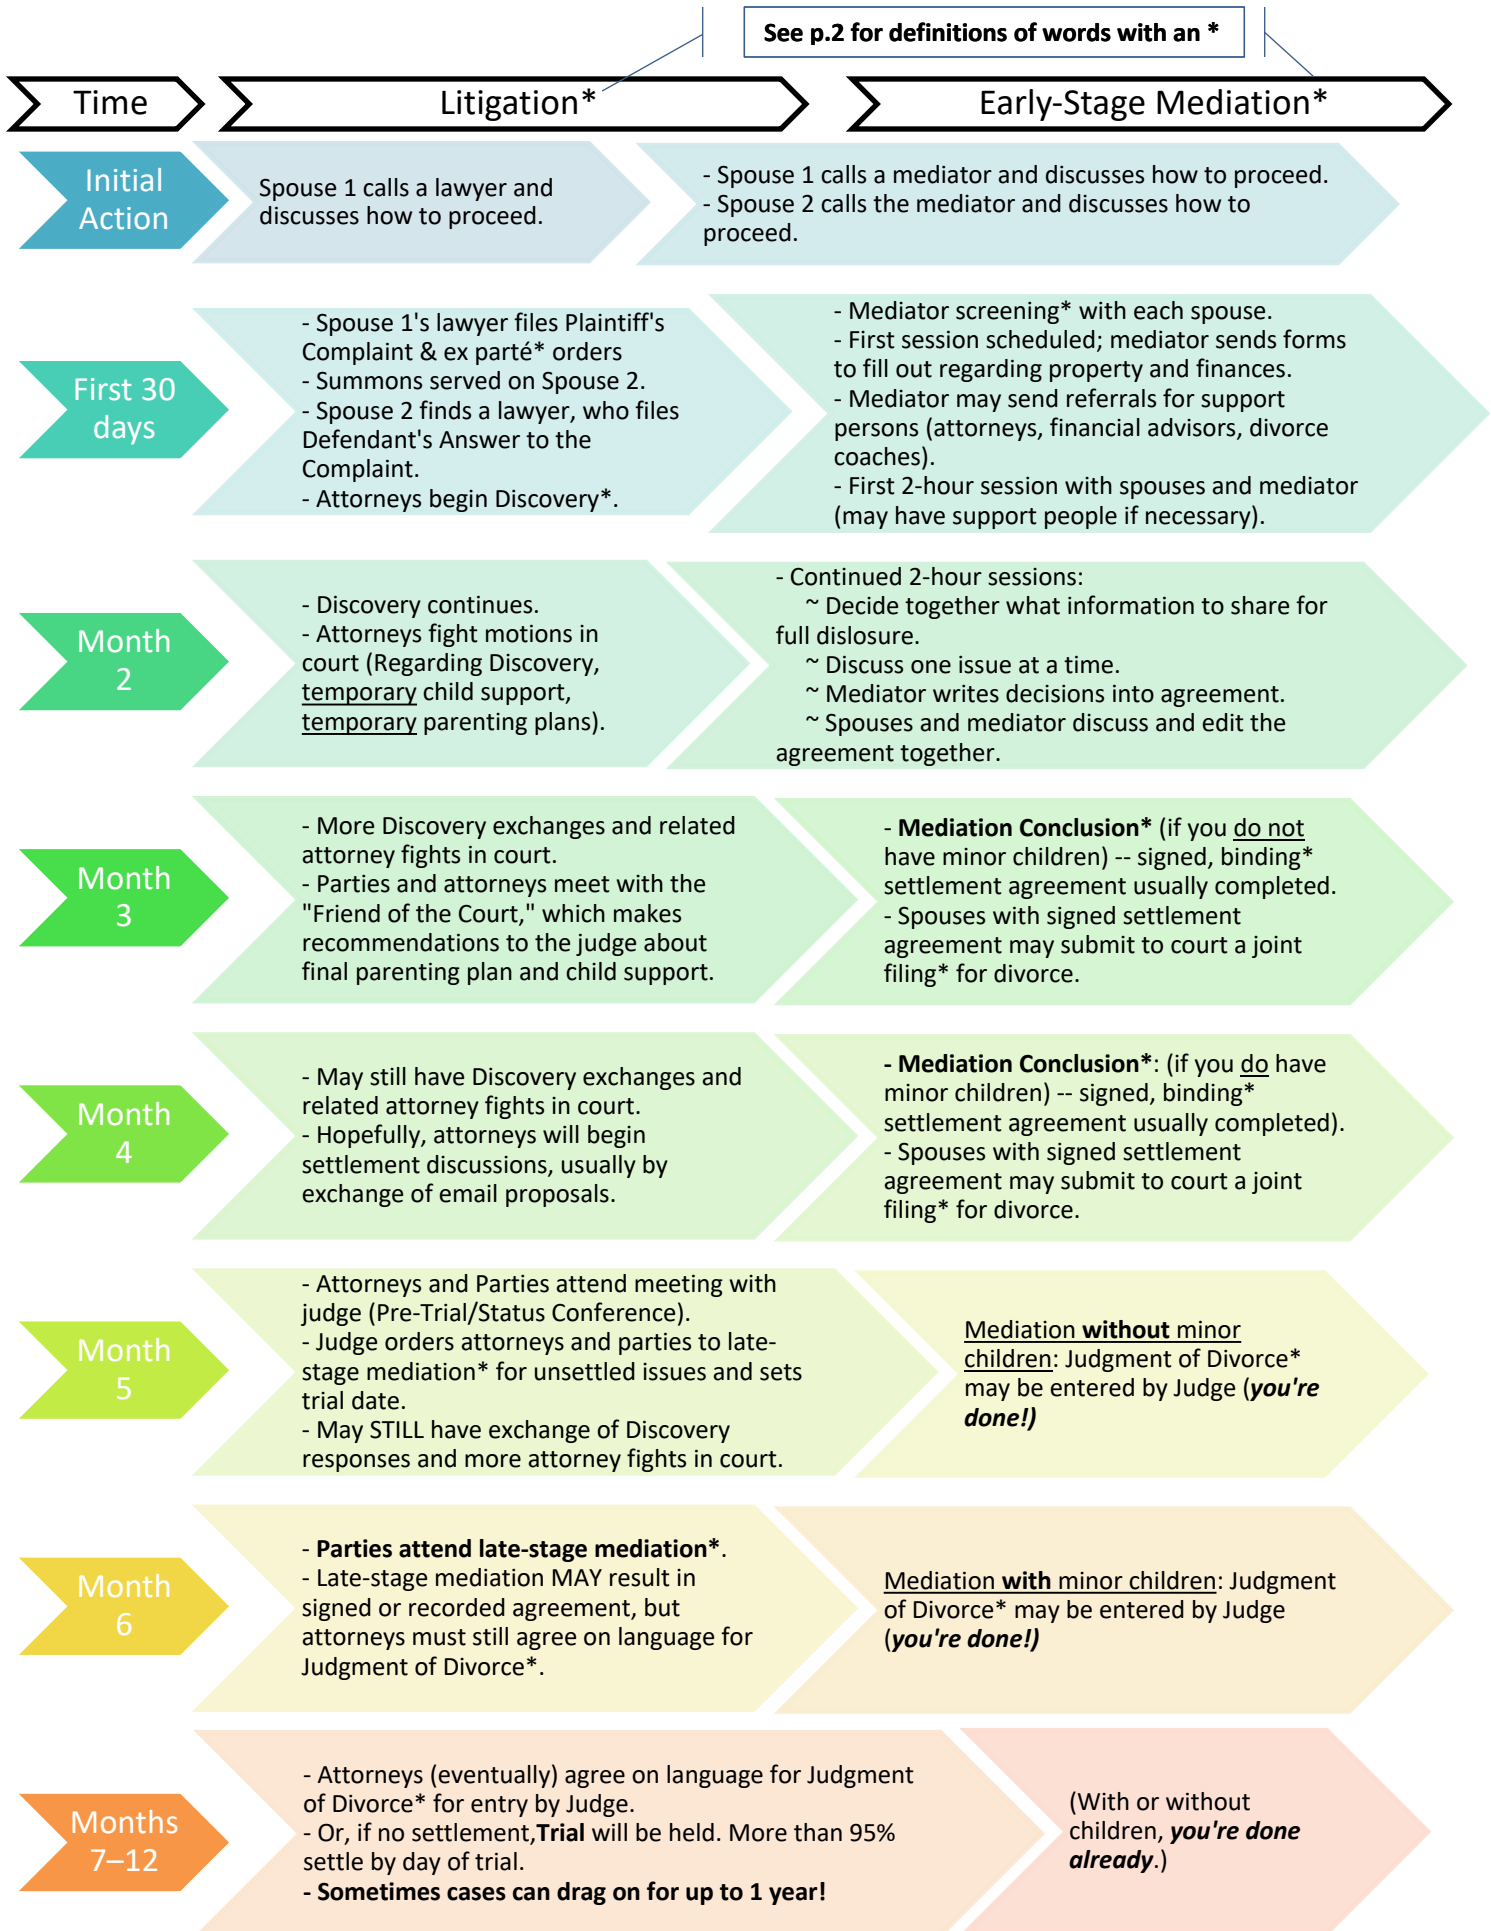 See p.2 for definitions of words with an *
Time
Litigation*
Early-Stage Mediation*
Initial
Action
Spouse 1 calls a lawyer and
discusses how to proceed.
- Spouse 1 calls a mediator and discusses how to proceed.
- Spouse 2 calls the mediator and discusses how to
proceed.
First 30
days
- Spouse 1's lawyer files Plaintiff's
Complaint & ex parté* orders
- Summons served on Spouse 2.
- Spouse 2 finds a lawyer, who files
Defendant's Answer to the
Complaint.
- Attorneys begin Discovery*.
- Mediator screening* with each spouse.
- First session scheduled; mediator sends forms
to fill out regarding property and finances.
- Mediator may send referrals for support
persons (attorneys, financial advisors, divorce
coaches).
- First 2-hour session with spouses and mediator
(may have support people if necessary).
Month
2
- Discovery continues.
- Attorneys fight motions in
court (Regarding Discovery,
temporary child support,
temporary parenting plans).
- Continued 2-hour sessions:
~ Decide together what information to share for
full dislosure.
~ Discuss one issue at a time.
~ Mediator writes decisions into agreement.
~ Spouses and mediator discuss and edit the
agreement together.
Month
3
- More Discovery exchanges and related
attorney fights in court.
- Parties and attorneys meet with the
"Friend of the Court," which makes
recommendations to the judge about
final parenting plan and child support.
- Mediation Conclusion* (if you do not
have minor children) -- signed, binding*
settlement agreement usually completed.
- Spouses with signed settlement
agreement may submit to court a joint
filing* for divorce.
Month
4
- May still have Discovery exchanges and
related attorney fights in court.
- Hopefully, attorneys will begin
settlement discussions, usually by
exchange of email proposals.
- Mediation Conclusion*: (if you do have
minor children) -- signed, binding*
settlement agreement usually completed).
- Spouses with signed settlement
agreement may submit to court a joint
filing* for divorce.
Month
5
- Attorneys and Parties attend meeting with
judge (Pre-Trial/Status Conference).
- Judge orders attorneys and parties to late-
stage mediation* for unsettled issues and sets
trial date.
- May STILL have exchange of Discovery
responses and more attorney fights in court.
Mediation without minor
children: Judgment of Divorce*
may be entered by Judge (you're
done!)
Month
6
- Parties attend late-stage mediation*.
- Late-stage mediation MAY result in
signed or recorded agreement, but
attorneys must still agree on language for
Judgment of Divorce*.
Mediation with minor children: Judgment
of Divorce* may be entered by Judge
(you're done!)
Months
7–12
- Attorneys (eventually) agree on language for Judgment
of Divorce* for entry by Judge.
- Or, if no settlement,Trial will be held. More than 95%
settle by day of trial.
- Sometimes cases can drag on for up to 1 year!
(With or without
children, you're done
already.)